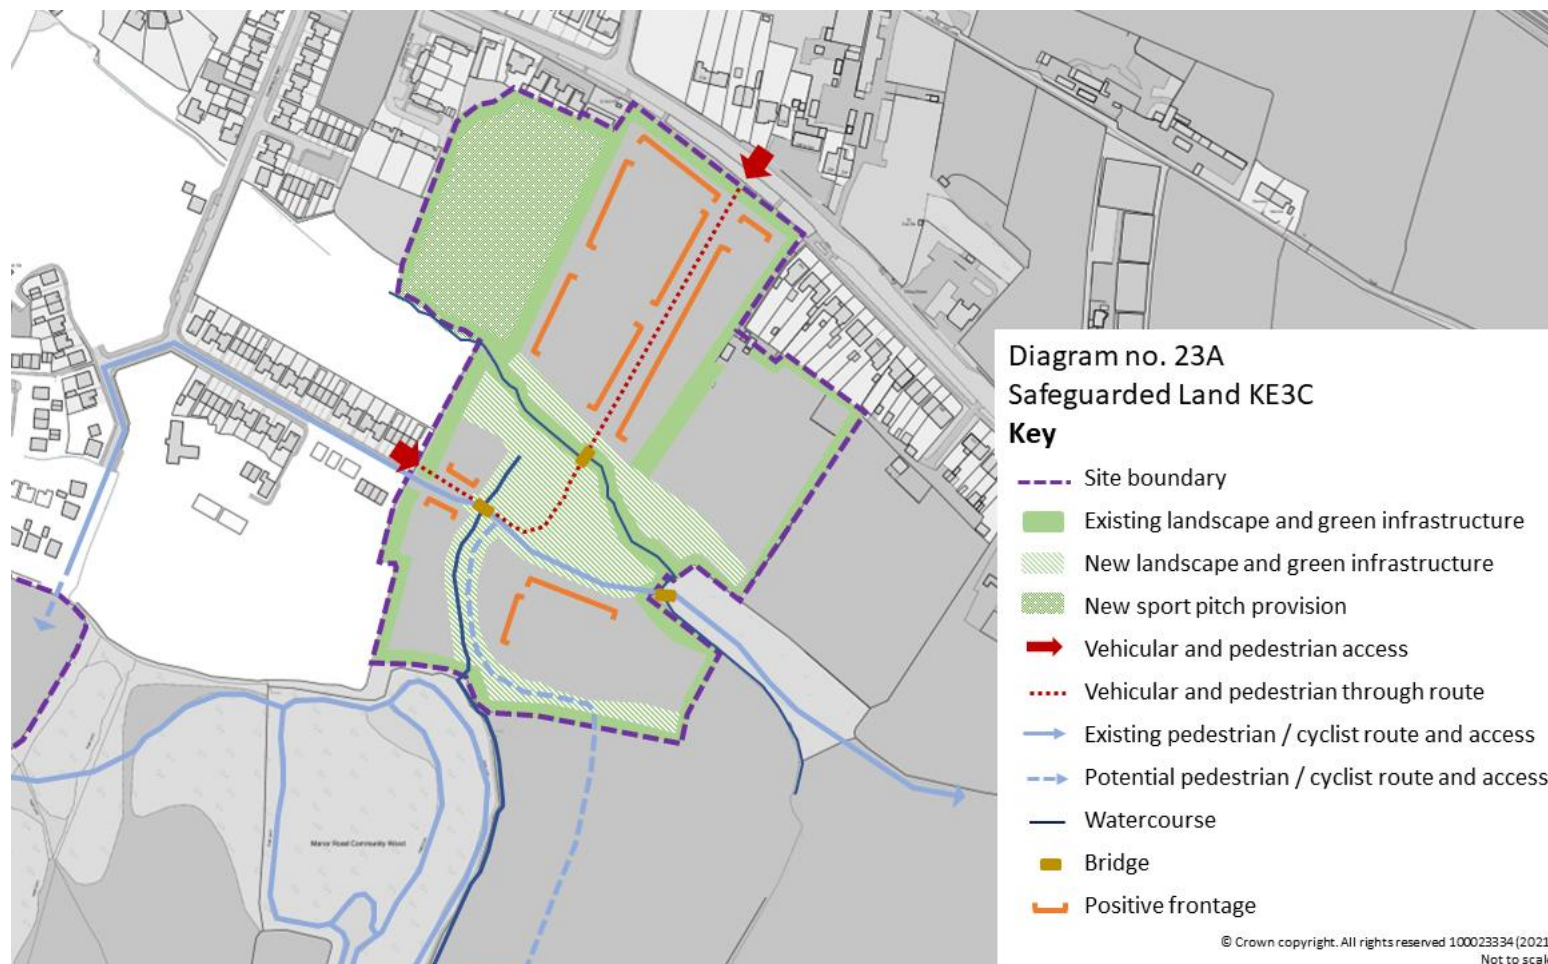 Diagram no. 23A
Safeguarded Land KE3C
Key
Site boundary
Existing landscape and green infrastructure
New landscape and green infrastructure
New sport pitch provision
Vehicular and pedestrian access
Vehicular and pedestrian through route
Existing pedestrian / cyclist route and access
Potential pedestrian / cyclist route and access
Watercourse
Bridge
Positive frontage
© Crown copyright. All rights reserved 100023334 (2021
Not to scal
Manor Road Community Wood